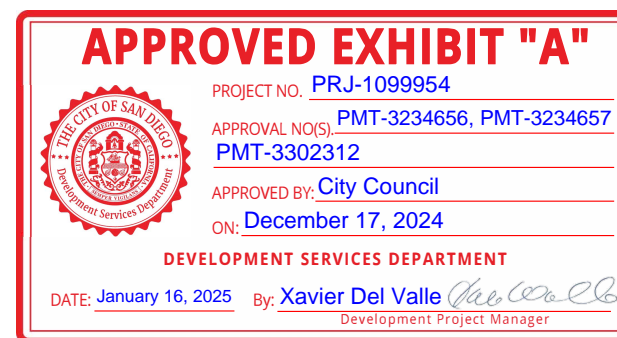 APPROVED EXHIBIT "A"
PROJECT NO. PRJ-1099954
APPROVAL NO(S). PMT-3234656, PMT-3234657
PMT-3302312
APPROVED BY: City Council
ON: December 17, 2024
THE CITY OF SAN DIEGO
Development Services Department
DEVELOPMENT SERVICES DEPARTMENT
DATE: January 16, 2025 By: Xavier Del Valle
Development Project Manager